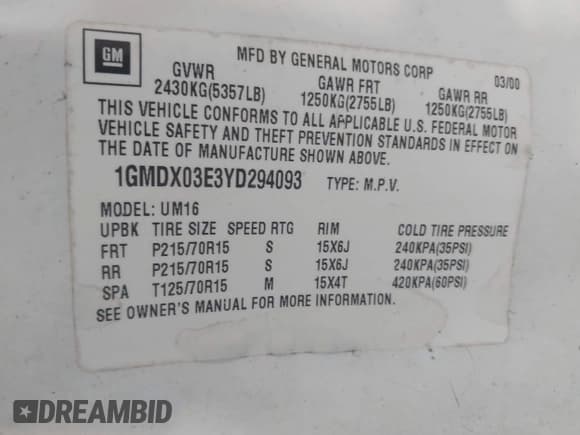 GM
MFD BY GENERAL MOTORS CORP 03/00
GVWR GAWR FRT GAWR RR
2430KG(5357LB) 1250KG(2755LB) 1250KG(2755LB)
THIS VEHICLE CONFORMS TO ALL APPLICABLE U.S. FEDERAL MOTOR
VEHICLE SAFETY AND THEFT PREVENTION STANDARDS IN EFFECT ON
THE DATE OF MANUFACTURE SHOWN ABOVE.
1GMDX03E3YD294093 TYPE: M.P.V.
MODEL: UM16
UPBK TIRE SIZE SPEED RTG RIM COLD TIRE PRESSURE
FRT P215/70R15 S 15X6J 240KPA(35PSI)
RR P215/70R15 S 15X6J 240KPA(35PSI)
SPA T125/70R15 M 15X4T 420KPA(60PSI)
SEE OWNER'S MANUAL FOR MORE INFORMATION.
DREAMBID